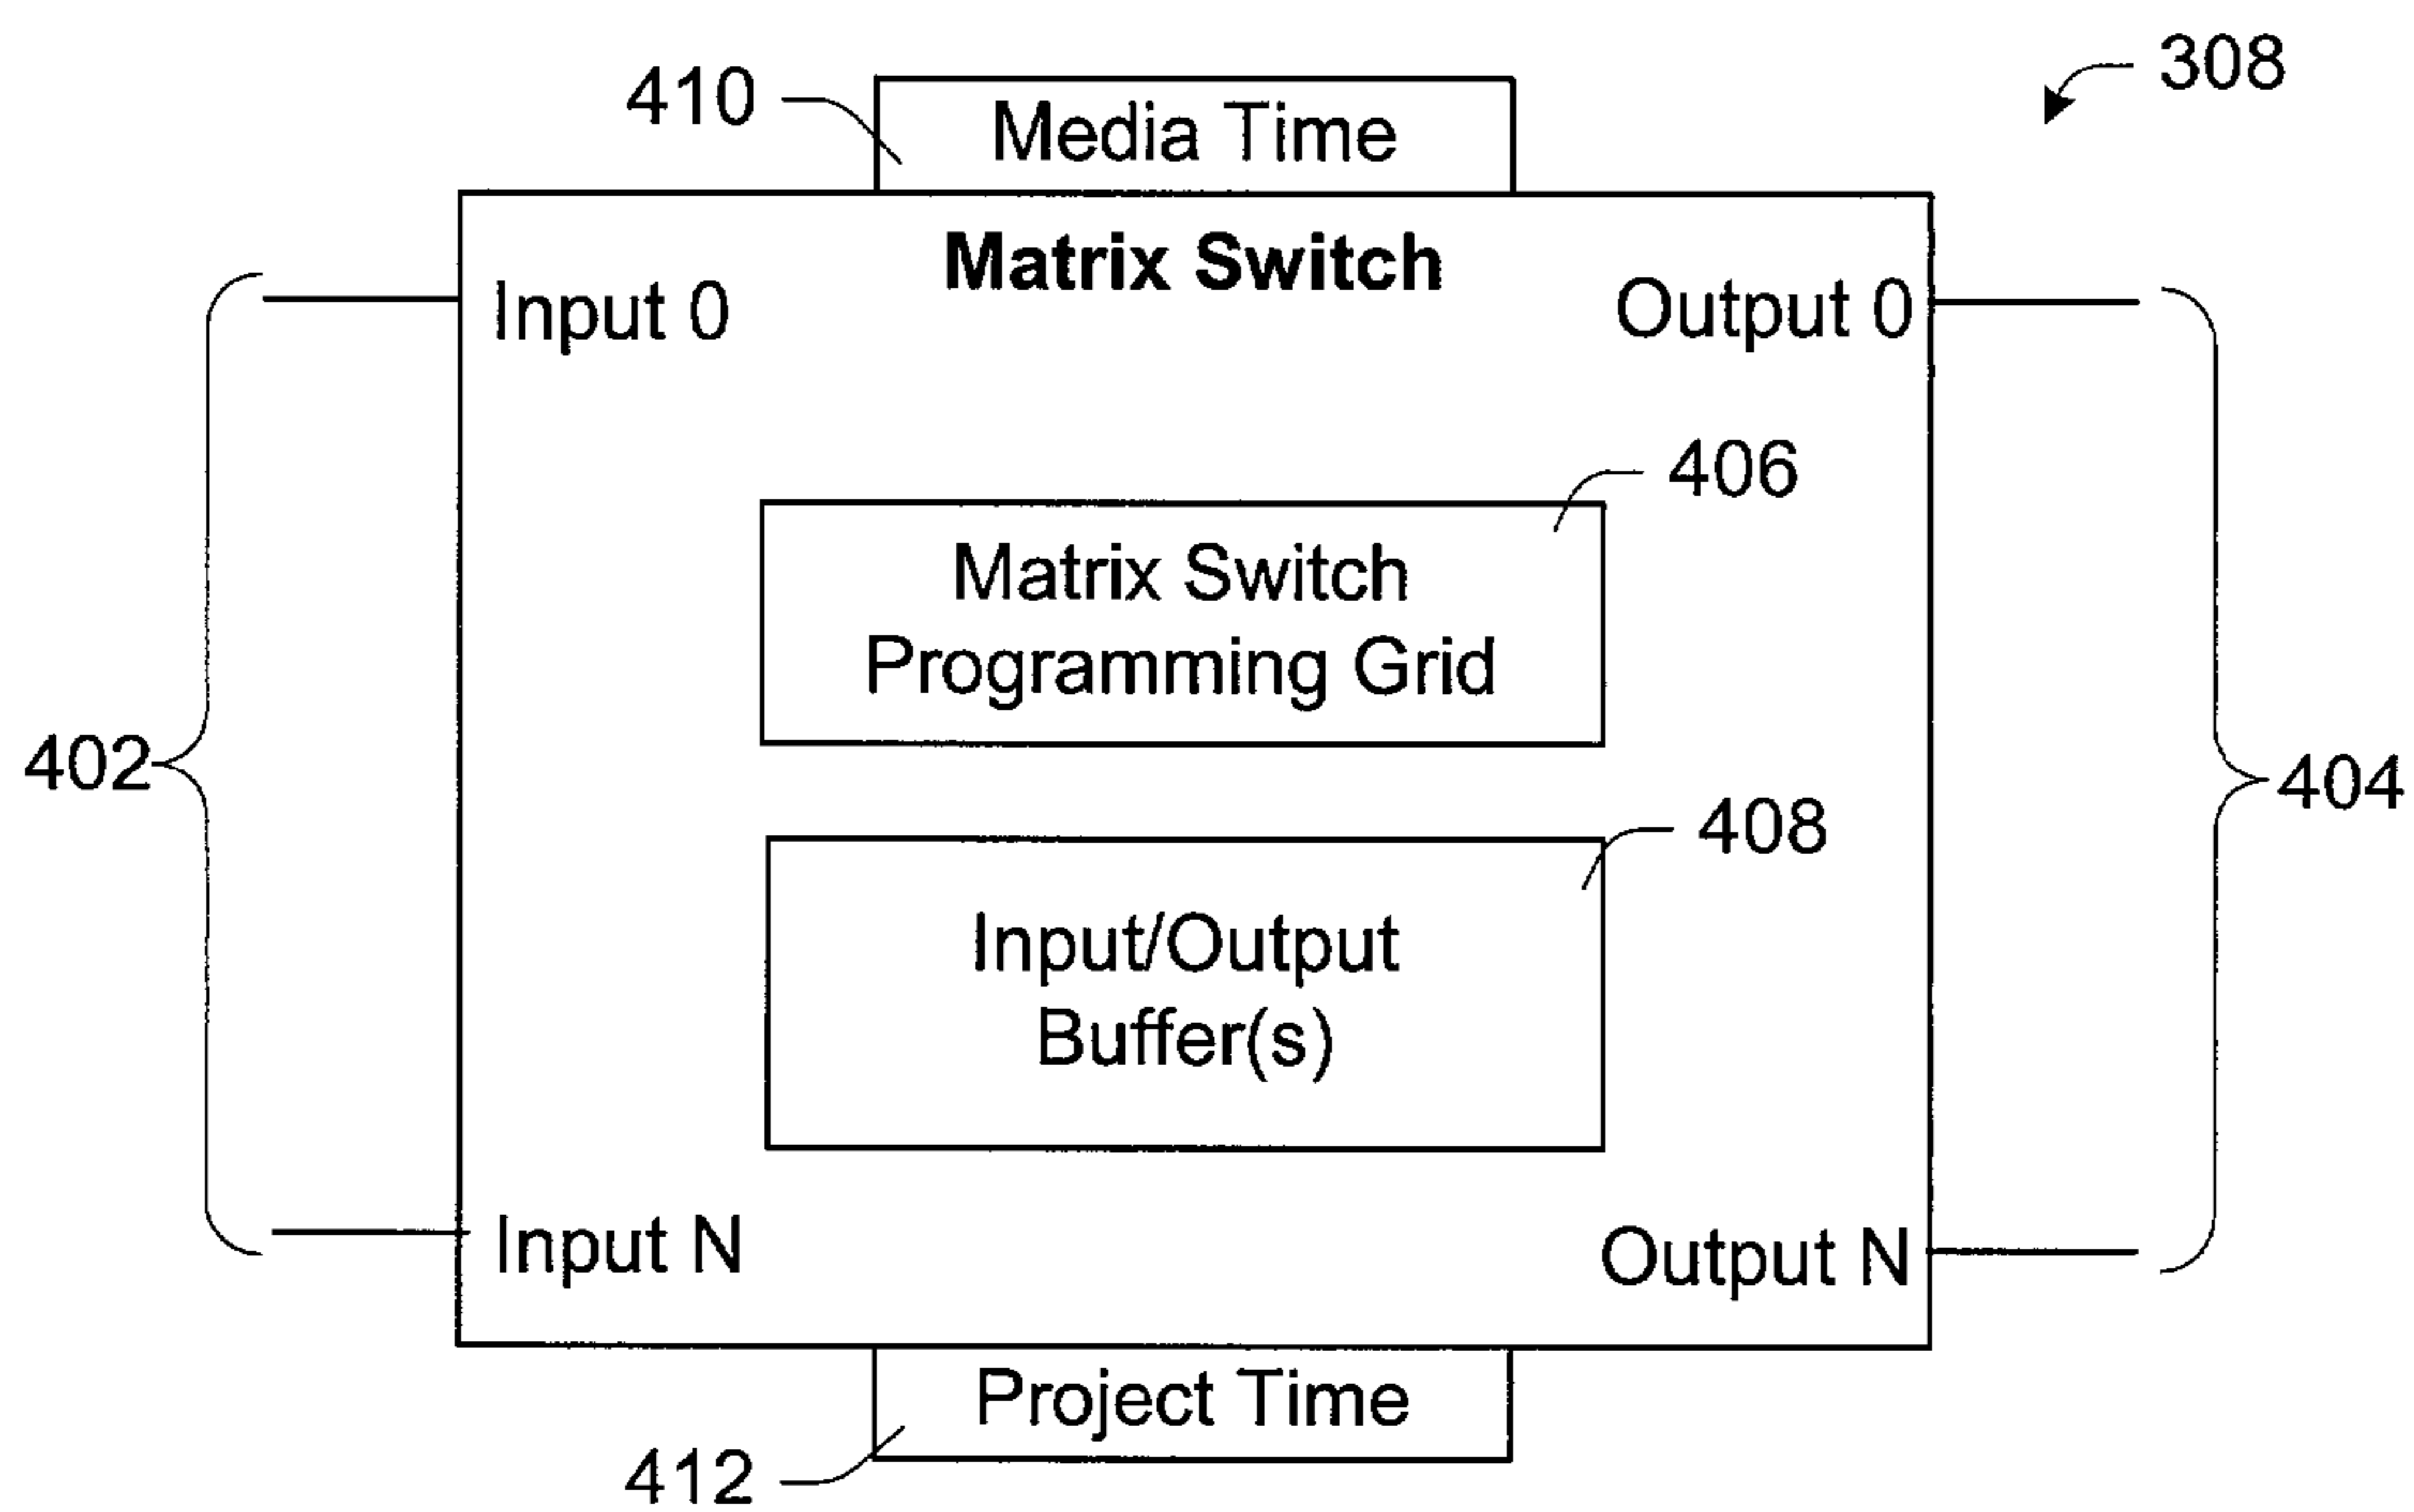 308
410
Media Time
Matrix Switch
Input 0
Output 0
406
Matrix Switch
Programming Grid
402
404
408
Input/Output
Buffer(s)
Input N
Output N
Project Time
412